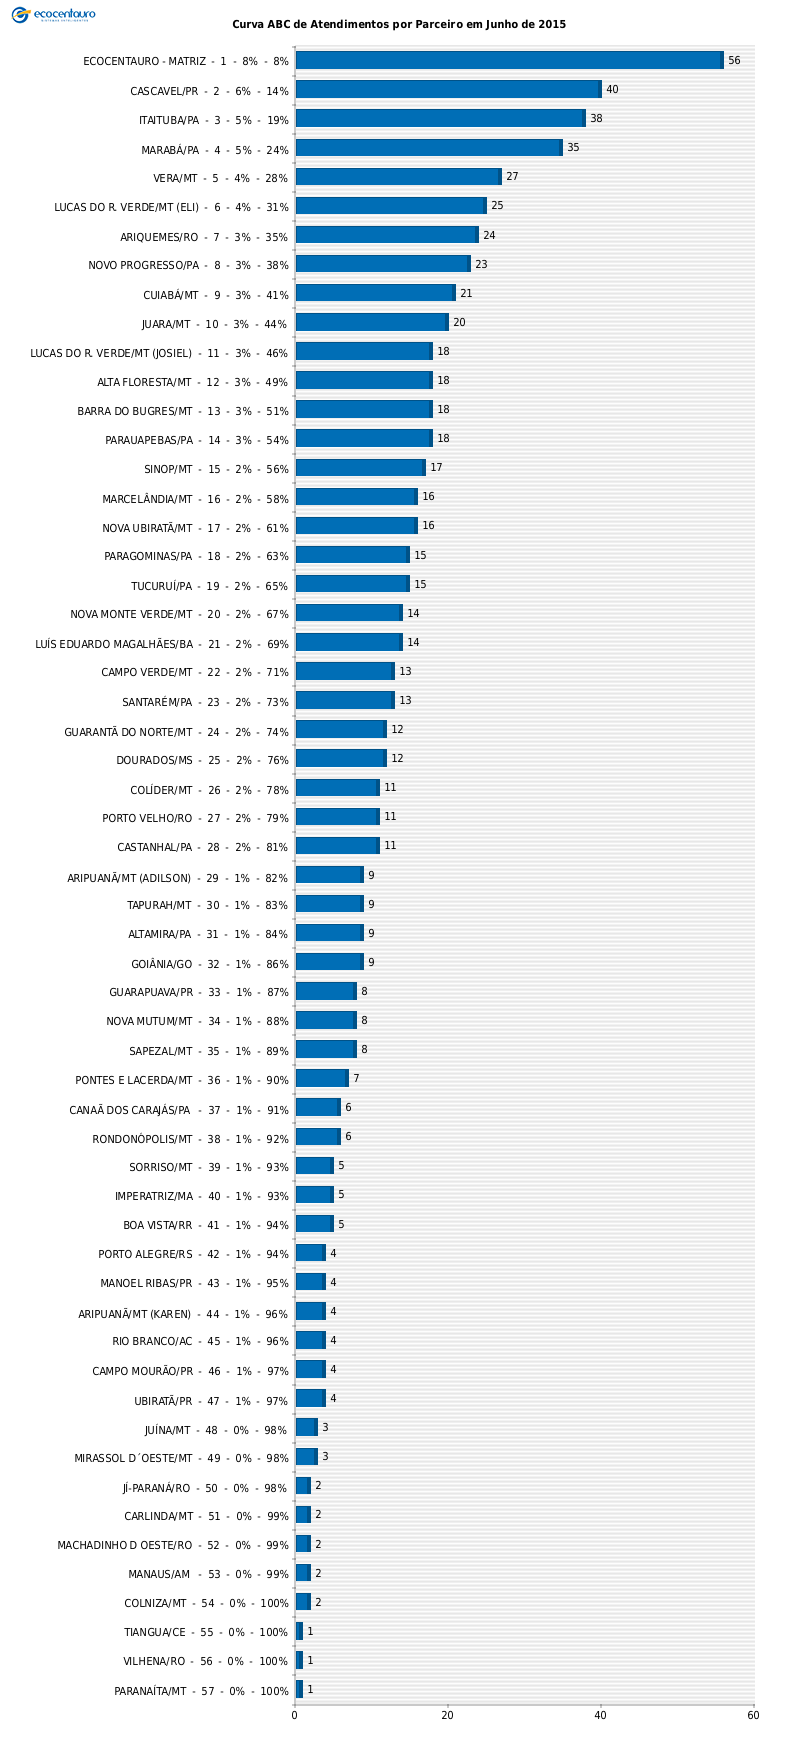 ecocentauro
Curva ABC de Atendimentos por Parceiro em Junho de 2015
ECOCENTAURO - MATRIZ - 1 - 8% - 8% 56
CASCAVEL/PR - 2 - 6% - 14% 40
ITAITUBA/PA - 3 - 5% - 19% 38
MARABÁ/PA - 4 - 5% - 24% 35
VERA/MT - 5 - 4% - 28% 27
LUCAS DO R. VERDE/MT (ELI) - 6 - 4% - 31% 25
ARIQUEMES/RO - 7 - 3% - 35% 24
NOVO PROGRESSO/PA - 8 - 3% - 38% 23
CUIABÁ/MT - 9 - 3% - 41% 21
JUARA/MT - 10 - 3% - 44% 20
LUCAS DO R. VERDE/MT (JOSIEL) - 11 - 3% - 46% 18
ALTA FLORESTA/MT - 12 - 3% - 49% 18
BARRA DO BUGRES/MT - 13 - 3% - 51% 18
PARAUAPEBAS/PA - 14 - 3% - 54% 18
SINOP/MT - 15 - 2% - 56% 17
MARCELÂNDIA/MT - 16 - 2% - 58% 16
NOVA UBIRATÃ/MT - 17 - 2% - 61% 16
PARAGOMINAS/PA - 18 - 2% - 63% 15
TUCURUÍ/PA - 19 - 2% - 65% 15
NOVA MONTE VERDE/MT - 20 - 2% - 67% 14
LUÍS EDUARDO MAGALHÃES/BA - 21 - 2% - 69% 14
CAMPO VERDE/MT - 22 - 2% - 71% 13
SANTARÉM/PA - 23 - 2% - 73% 13
GUARANTÃ DO NORTE/MT - 24 - 2% - 74% 12
DOURADOS/MS - 25 - 2% - 76% 12
COLÍDER/MT - 26 - 2% - 78% 11
PORTO VELHO/RO - 27 - 2% - 79% 11
CASTANHAL/PA - 28 - 2% - 81% 11
ARIPUANÃ/MT (ADILSON) - 29 - 1% - 82% 9
TAPURAH/MT - 30 - 1% - 83% 9
ALTAMIRA/PA - 31 - 1% - 84% 9
GOIÂNIA/GO - 32 - 1% - 86% 9
GUARAPUAVA/PR - 33 - 1% - 87% 8
NOVA MUTUM/MT - 34 - 1% - 88% 8
SAPEZAL/MT - 35 - 1% - 89% 8
PONTES E LACERDA/MT - 36 - 1% - 90% 7
CANAÃ DOS CARAJÁS/PA - 37 - 1% - 91% 6
RONDONÓPOLIS/MT - 38 - 1% - 92% 6
SORRISO/MT - 39 - 1% - 93% 5
IMPERATRIZ/MA - 40 - 1% - 93% 5
BOA VISTA/RR - 41 - 1% - 94% 5
PORTO ALEGRE/RS - 42 - 1% - 94% 4
MANOEL RIBAS/PR - 43 - 1% - 95% 4
ARIPUANÃ/MT (KAREN) - 44 - 1% - 96% 4
RIO BRANCO/AC - 45 - 1% - 96% 4
CAMPO MOURÃO/PR - 46 - 1% - 97% 4
UBIRATÃ/PR - 47 - 1% - 97% 4
JUÍNA/MT - 48 - 0% - 98% 3
MIRASSOL D´OESTE/MT - 49 - 0% - 98% 3
JÍ-PARANÁ/RO - 50 - 0% - 98% 2
CARLINDA/MT - 51 - 0% - 99% 2
MACHADINHO D OESTE/RO - 52 - 0% - 99% 2
MANAUS/AM - 53 - 0% - 99% 2
COLNIZA/MT - 54 - 0% - 100% 2
TIANGUA/CE - 55 - 0% - 100% 1
VILHENA/RO - 56 - 0% - 100% 1
PARANAÍTA/MT - 57 - 0% - 100% 1
0 20 40 60